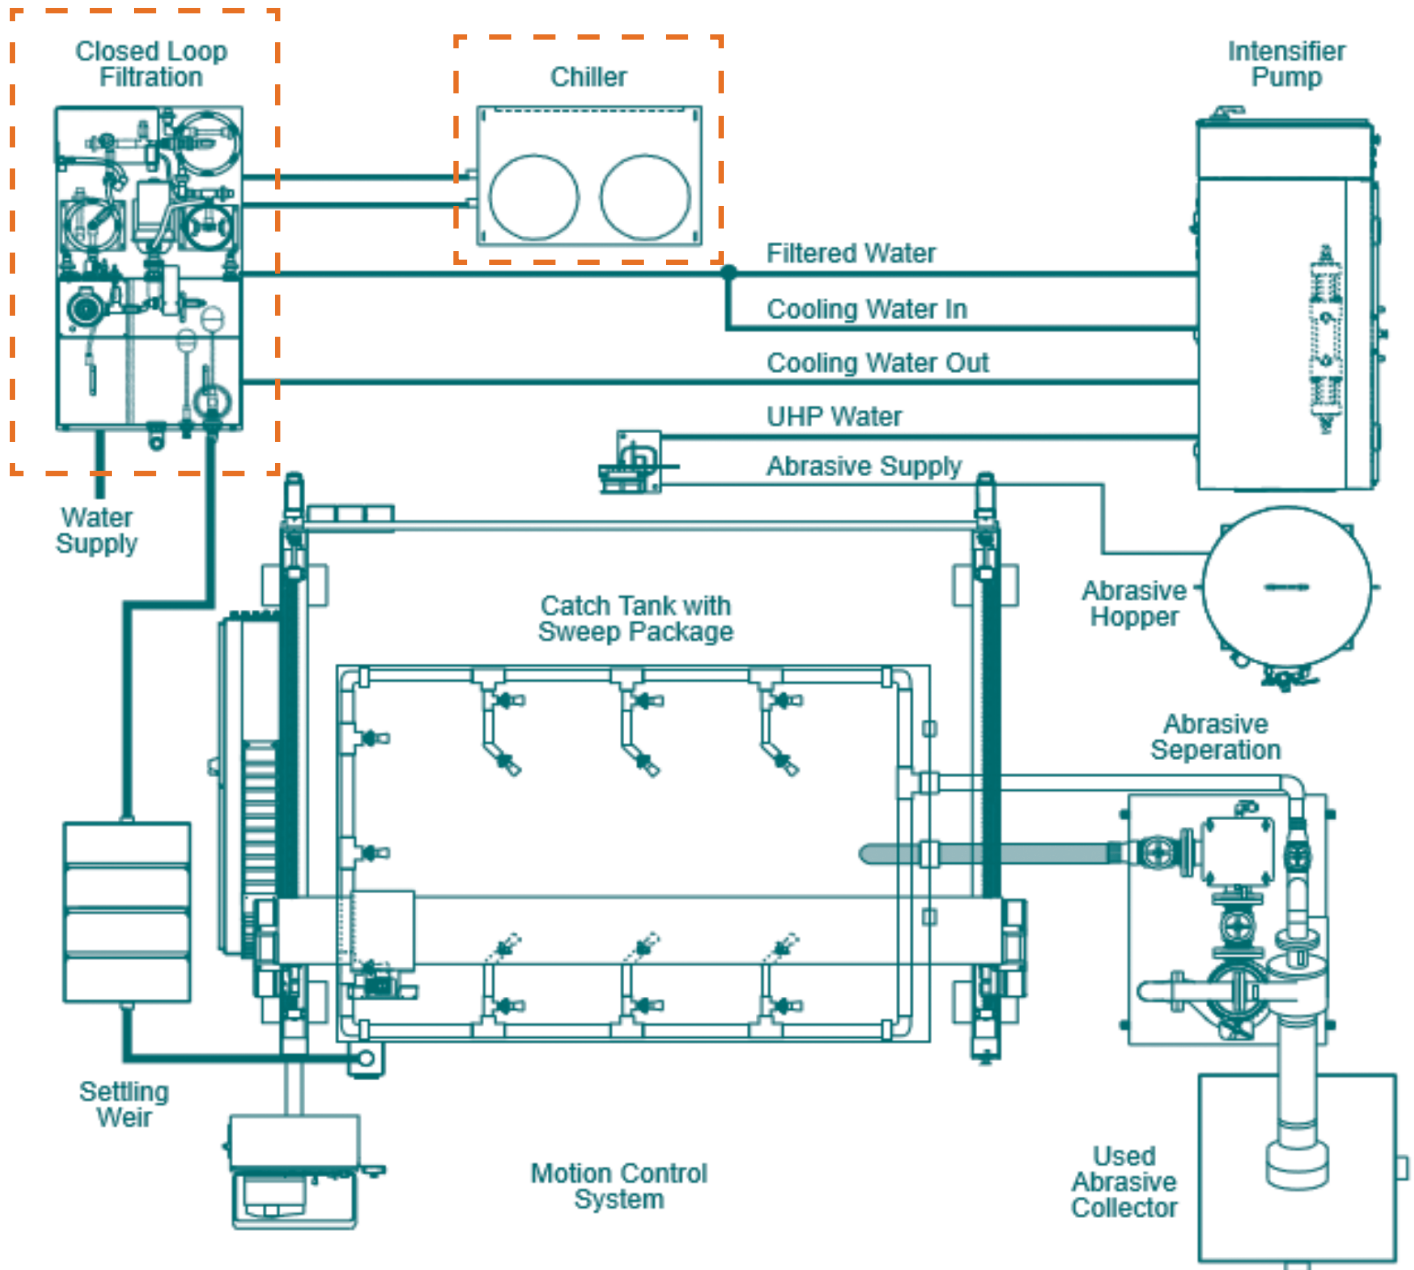 Closed Loop
Filtration
Chiller
Intensifier
Pump
Filtered Water
Cooling Water In
Cooling Water Out
UHP Water
Abrasive Supply
Water
Supply
Abrasive
Hopper
Catch Tank with
Sweep Package
Abrasive
Seperation
Settling
Weir
Motion Control
System
Used
Abrasive
Collector